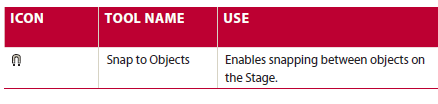 ICON TOOL NAME USE
Snap to Objects Enables snapping between objects on
the Stage.